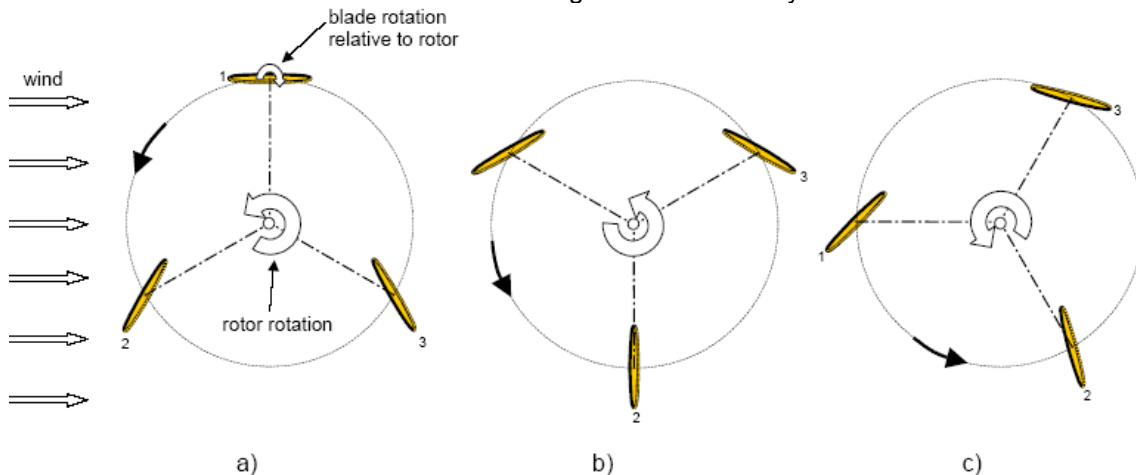 blade rotation
relative to rotor
wind
1
2
3
rotor rotation
3
2
3
1
2
a)
b)
c)